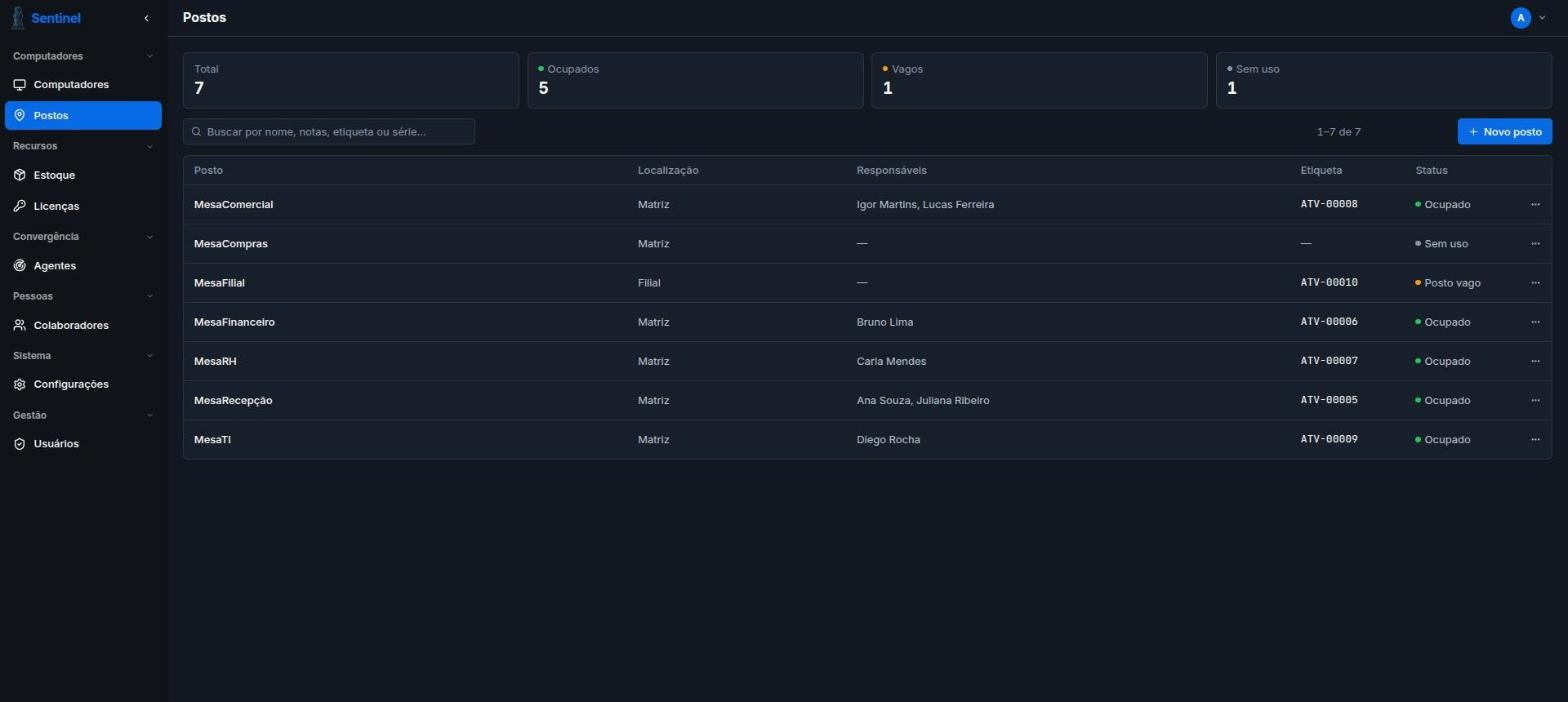 Sentinel
Postos
A
Computadores
Computadores
Postos
Recursos
Estoque
Licenças
Convergência
Agentes
Pessoas
Colaboradores
Sistema
Configurações
Gestão
Usuários
Total
7
Ocupados
5
Vagos
1
Sem uso
1
Buscar por nome, notas, etiqueta ou série...
1–7 de 7
+ Novo posto
Posto Localização Responsáveis Etiqueta Status
MesaComercial Matriz Igor Martins, Lucas Ferreira ATV-00008 Ocupado ...
MesaCompras Matriz — — Sem uso ...
MesaFilial Filial — ATV-00010 Posto vago ...
MesaFinanceiro Matriz Bruno Lima ATV-00006 Ocupado ...
MesaRH Matriz Carla Mendes ATV-00007 Ocupado ...
MesaRecepção Matriz Ana Souza, Juliana Ribeiro ATV-00005 Ocupado ...
MesaTI Matriz Diego Rocha ATV-00009 Ocupado ...